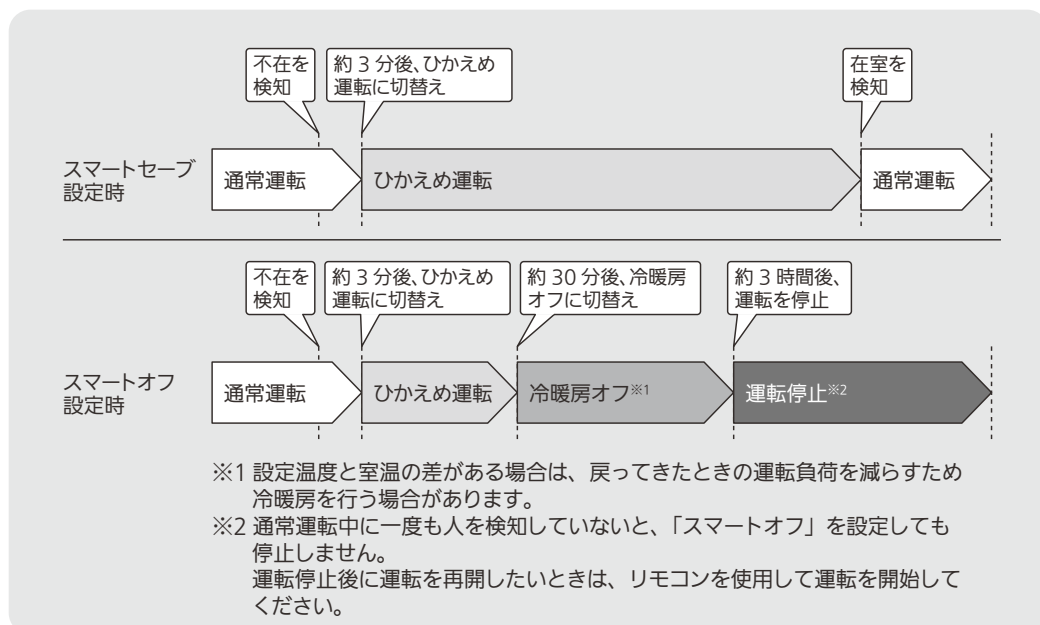 不在を
検知
約 3 分後、ひかえめ
運転に切替え
在室を
検知
スマートセーブ
設定時
通常運転
ひかえめ運転
通常運転
不在を
検知
約 3 分後、ひかえめ
運転に切替え
約 30 分後、冷暖房
オフに切替え
約 3 時間後、
運転を停止
スマートオフ
設定時
通常運転
ひかえめ運転
冷暖房オフ※1
運転停止※2
※1 設定温度と室温の差がある場合は、戻ってきたときの運転負荷を減らすため
冷暖房を行う場合があります。
※2 通常運転中に一度も人を検知していないと、「スマートオフ」を設定しても
停止しません。
運転停止後に運転を再開したいときは、リモコンを使用して運転を開始して
ください。